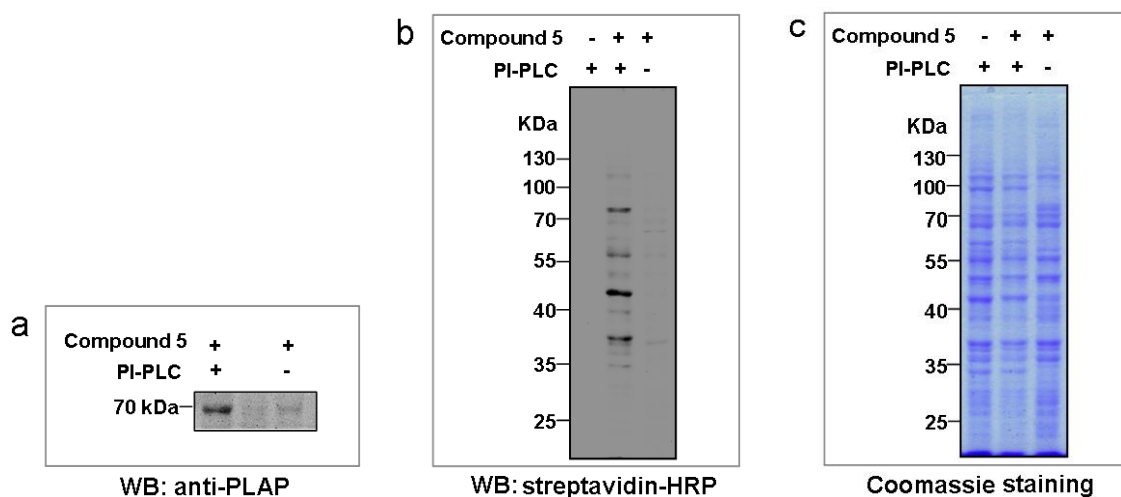 a
Compound 5 + +
PI-PLC + -
70 kDa
WB: anti-PLAP
b
Compound 5 - + +
PI-PLC + + -
KDa
130
100
70
55
40
35
25
WB: streptavidin-HRP
c
Compound 5 - + +
PI-PLC + + -
KDa
130
100
70
55
40
35
25
Coomassie staining